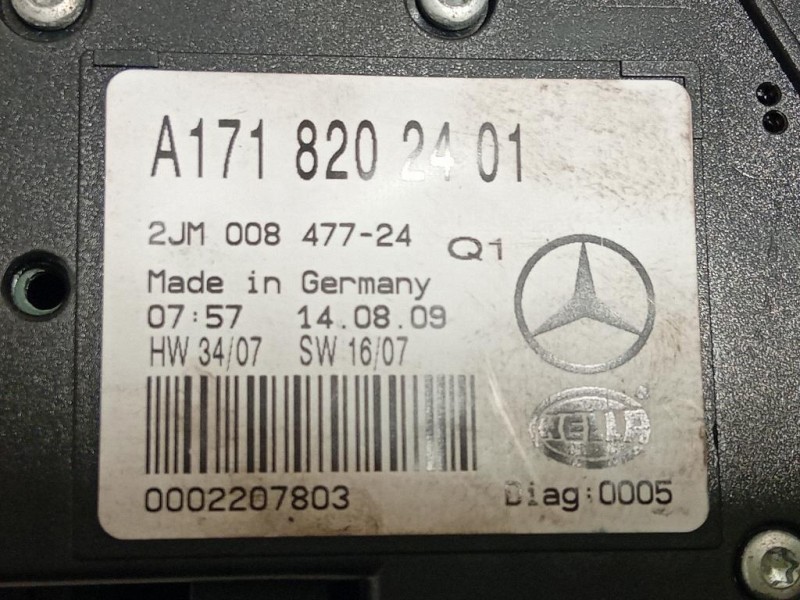 A171 820 24 01
2JM 008 477-24 Q1
Made in Germany
07:57 14.08.09
HW 34/07 SW 16/07
HELLA
0002207803 Diag:0005